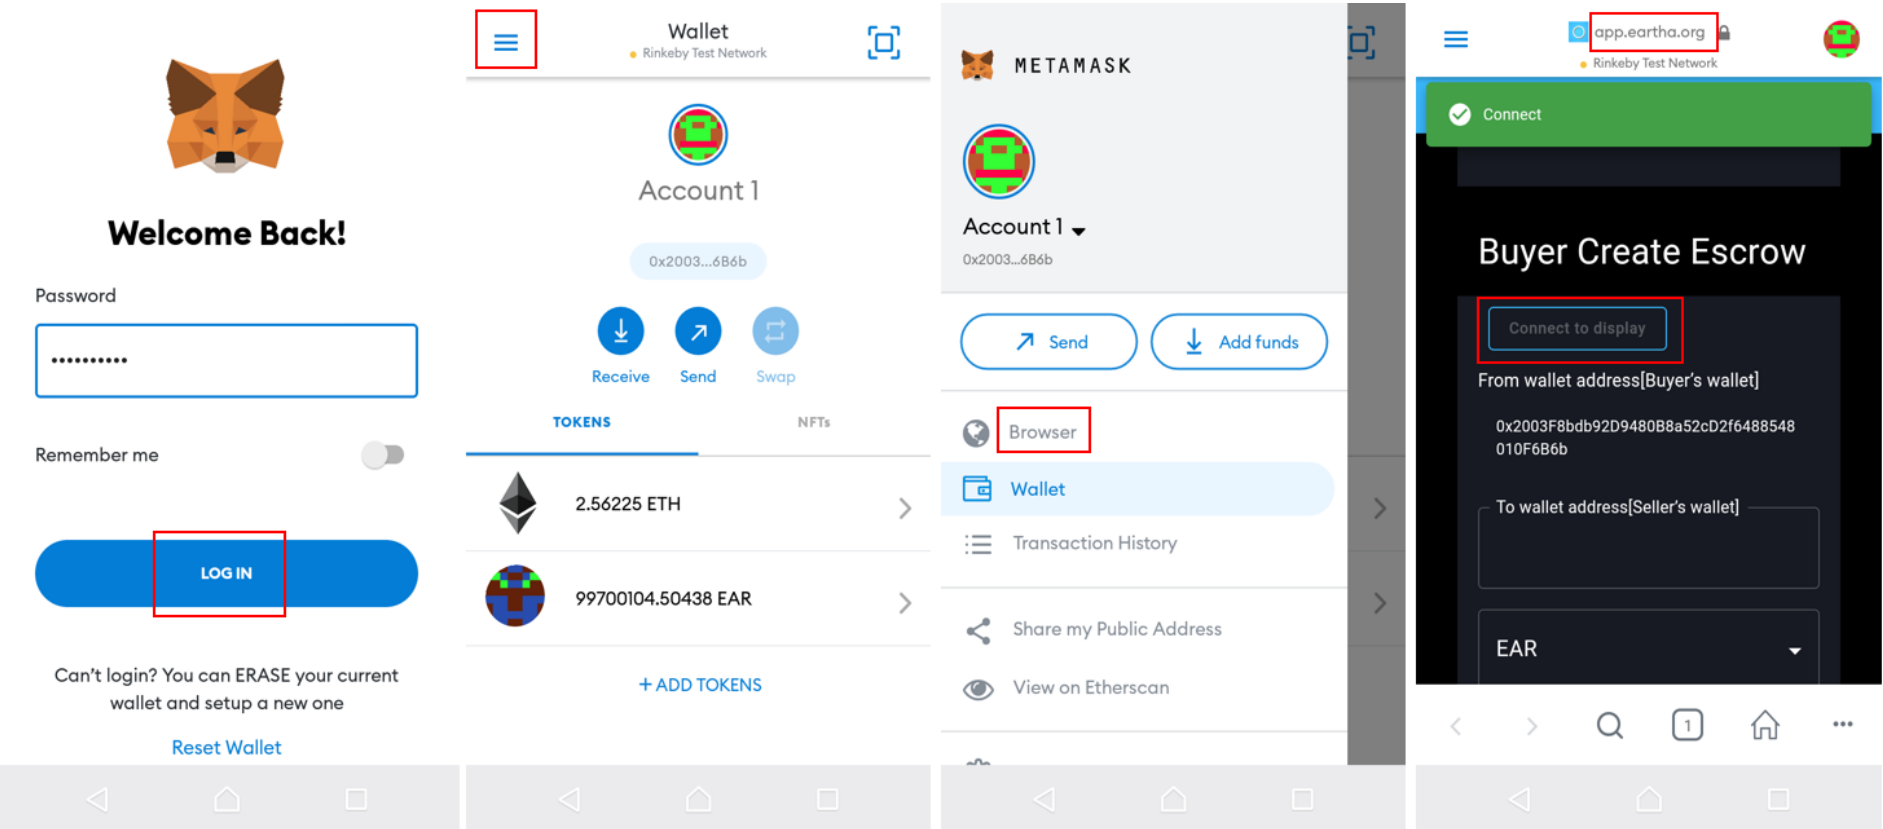 Welcome Back!
Password
••••••••••
Remember me
LOG IN
Can't login? You can ERASE your current
wallet and setup a new one
Reset Wallet
Wallet
Rinkeby Test Network
Account 1
0x2003...6B6b
Receive
Send
Swap
TOKENS
NFTs
2.56225 ETH
99700104.50438 EAR
+ ADD TOKENS
METAMASK
Account 1
0x2003...6B6b
Send
Add funds
Browser
Wallet
Transaction History
Share my Public Address
View on Etherscan
app.eartha.org
Rinkeby Test Network
Connect
Buyer Create Escrow
Connect to display
From wallet address[Buyer's wallet]
0x2003F8bdb92D9480B8a52cD2f6488548
010F6B6b
To wallet address[Seller's wallet]
EAR
1